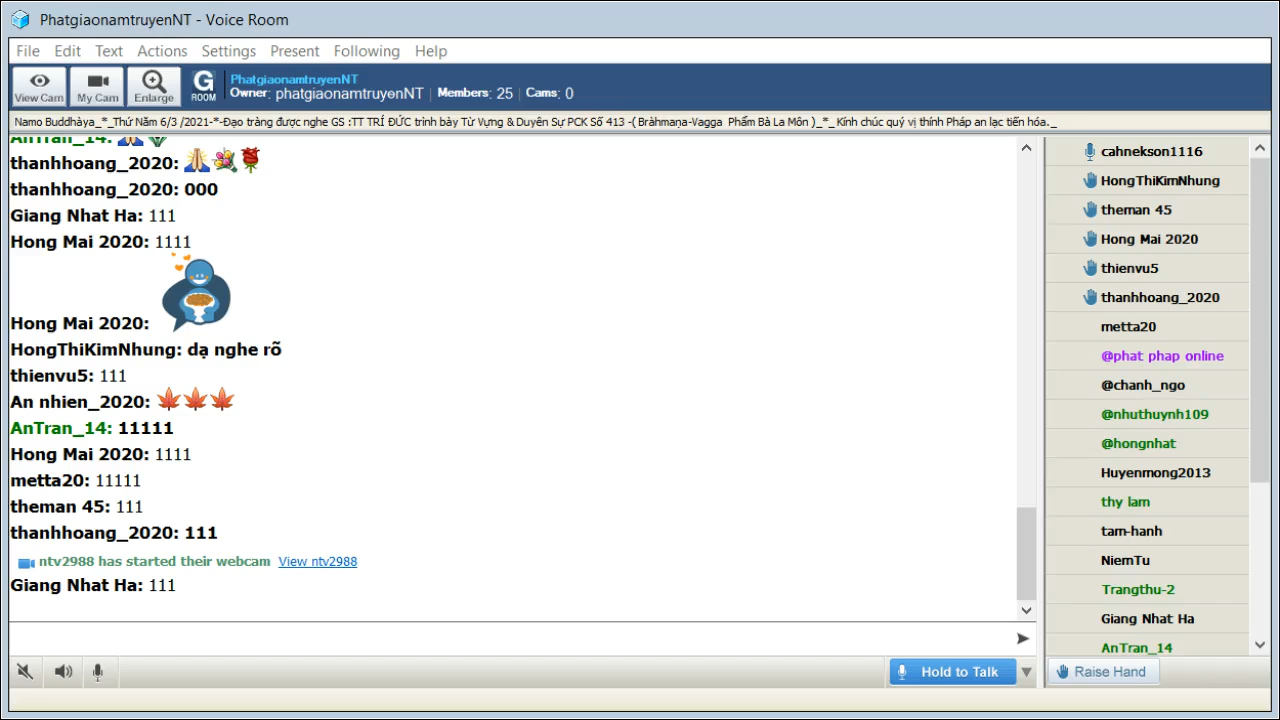 PhatgiaonamtruyenNT - Voice Room
File Edit Text Actions Settings Present Following Help
View Cam
My Cam
Enlarge
G ROOM
PhatgiaonamtruyenNT
Owner: phatgiaonamtruyenNT | Members: 25 | Cams: 0
Namo Buddhàya_*_Thứ Năm 6/3 /2021-*-Đạo tràng được nghe GS :TT TRÍ ĐỨC trình bày Từ Vựng & Duyên Sự PCK Số 413 -( Bràhmaṇa-Vagga Phẩm Bà La Môn )_*_ Kính chúc quý vị thính Pháp an lạc tiến hóa._
AnTran_14:
thanhhoang_2020:
thanhhoang_2020: 000
Giang Nhat Ha: 111
Hong Mai 2020: 1111
Hong Mai 2020:
HongThiKimNhung: dạ nghe rõ
thienvu5: 111
An nhien_2020:
AnTran_14: 11111
Hong Mai 2020: 1111
metta20: 11111
theman 45: 111
thanhhoang_2020: 111
ntv2988 has started their webcam View ntv2988
Giang Nhat Ha: 111
Hold to Talk
cahnekson1116
HongThiKimNhung
theman 45
Hong Mai 2020
thienvu5
thanhhoang_2020
metta20
@phat phap online
@chanh_ngo
@nhuthuynh109
@hongnhat
Huyenmong2013
thy lam
tam-hanh
NiemTu
Trangthu-2
Giang Nhat Ha
AnTran_14
Raise Hand